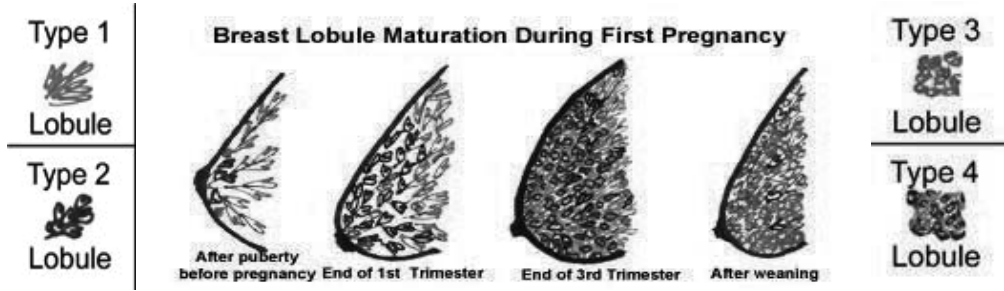 Type 1
Lobule
Type 2
Lobule
Breast Lobule Maturation During First Pregnancy
After puberty
before pregnancy
End of 1st Trimester
End of 3rd Trimester
After weaning
Type 3
Lobule
Type 4
Lobule